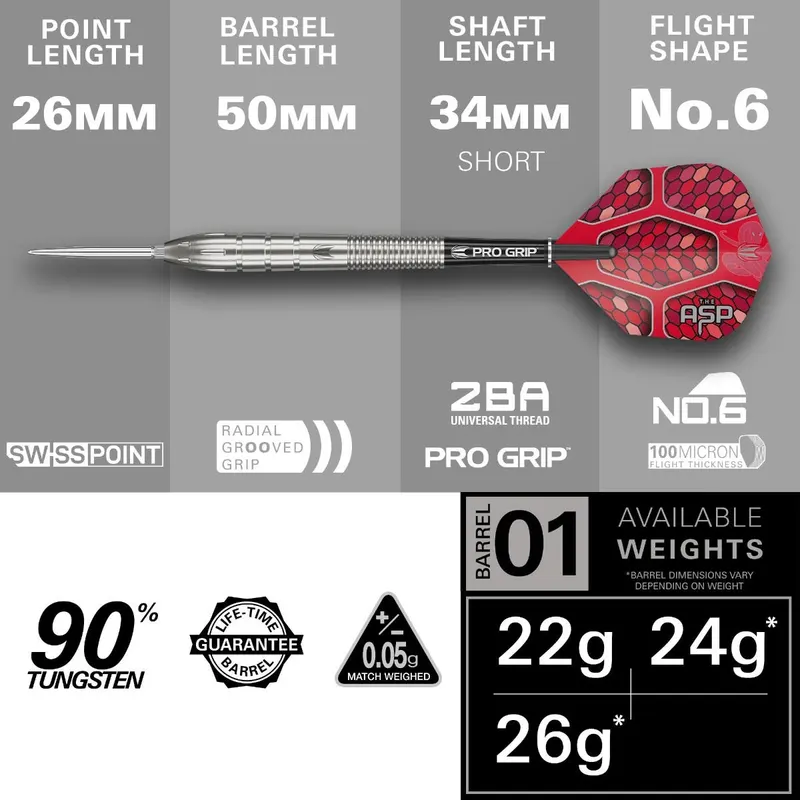 POINT
LENGTH
26MM
BARREL
LENGTH
50MM
SHAFT
LENGTH
34MM
SHORT
FLIGHT
SHAPE
No.6
PRO GRIP
THE
ASP
SWISSPOINT
RADIAL
GROOVED
GRIP
2BA
UNIVERSAL THREAD
PRO GRIP™
NO.6
100MICRON
FLIGHT THICKNESS
90%
TUNGSTEN
LIFE-TIME
GUARANTEE
BARREL
+/-
0.05g
MATCH WEIGHED
BARREL
01
AVAILABLE
WEIGHTS
*BARREL DIMENSIONS VARY
DEPENDING ON WEIGHT
22g
24g*
26g*